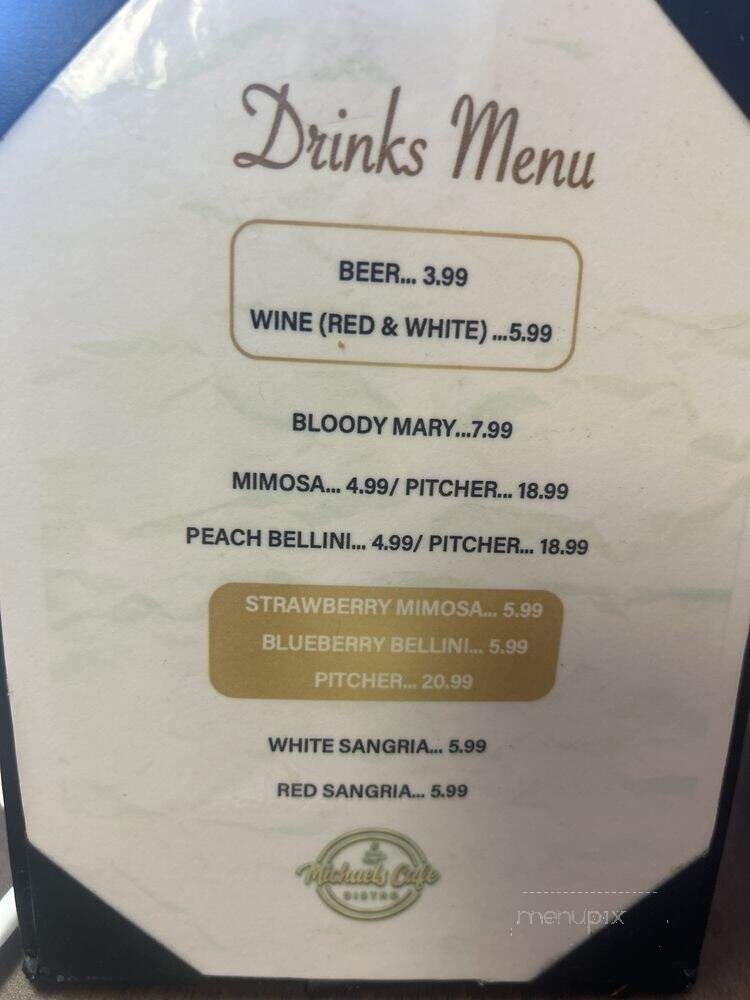 Drinks Menu
BEER... 3.99
WINE (RED & WHITE) ...5.99
BLOODY MARY...7.99
MIMOSA... 4.99/ PITCHER... 18.99
PEACH BELLINI... 4.99/ PITCHER... 18.99
STRAWBERRY MIMOSA... 5.99
BLUEBERRY BELLINI... 5.99
PITCHER... 20.99
WHITE SANGRIA... 5.99
RED SANGRIA... 5.99
Michaels Cafe
BISTRO
menupix